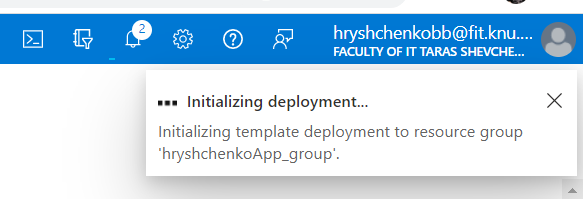 2
hryshchenkobb@fit.knu....
FACULTY OF IT TARAS SHEVCHE...
Initializing deployment...
Initializing template deployment to resource group
'hryshchenkoApp_group'.